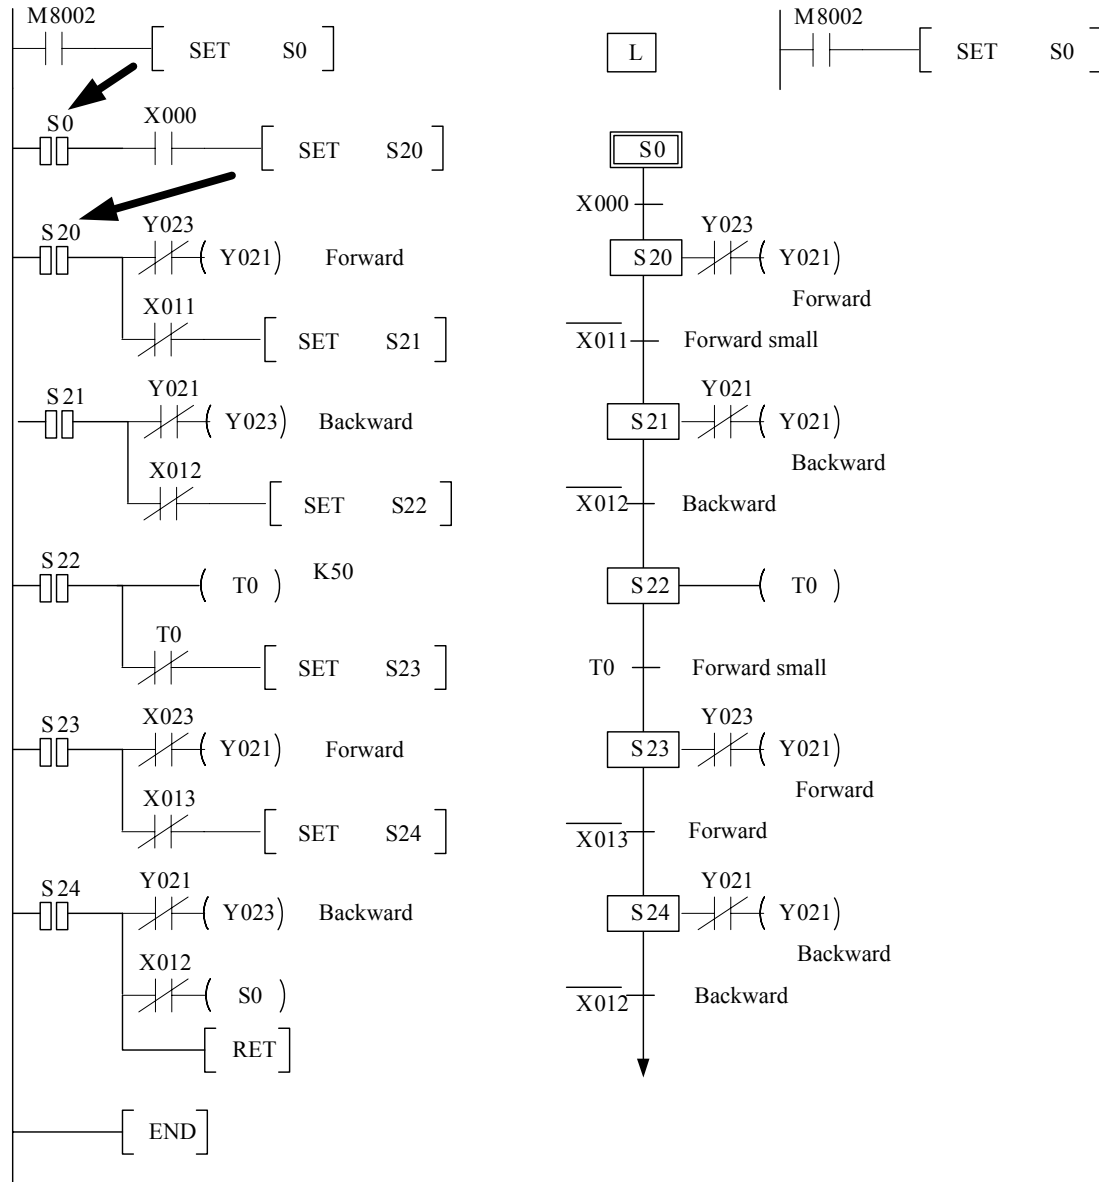 M8002
SET S0
S0 X000
SET S20
S20 Y023
Y021 Forward
X011
SET S21
S21 Y021
Y023 Backward
X012
SET S22
S22
T0 K50
T0
SET S23
S23 X023
Y021 Forward
X013
SET S24
S24 Y021
Y023 Backward
X012
S0
RET
END
L
M8002
SET S0
S0
X000
Y023
S20 Y021
Forward
X011 Forward small
Y021
S21 Y021
Backward
X012 Backward
S22 T0
T0 Forward small
Y023
S23 Y021
Forward
X013 Forward
Y021
S24 Y021
Backward
X012 Backward